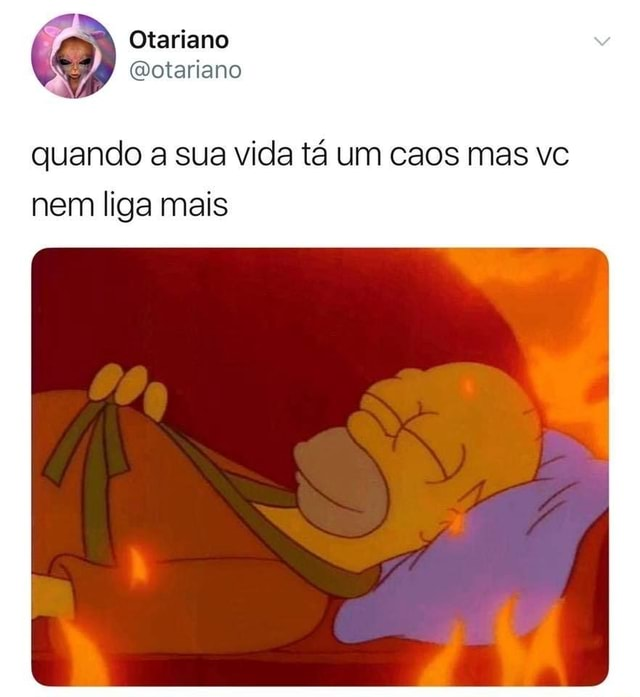 Otariano
@otariano
quando a sua vida tá um caos mas vc
nem liga mais